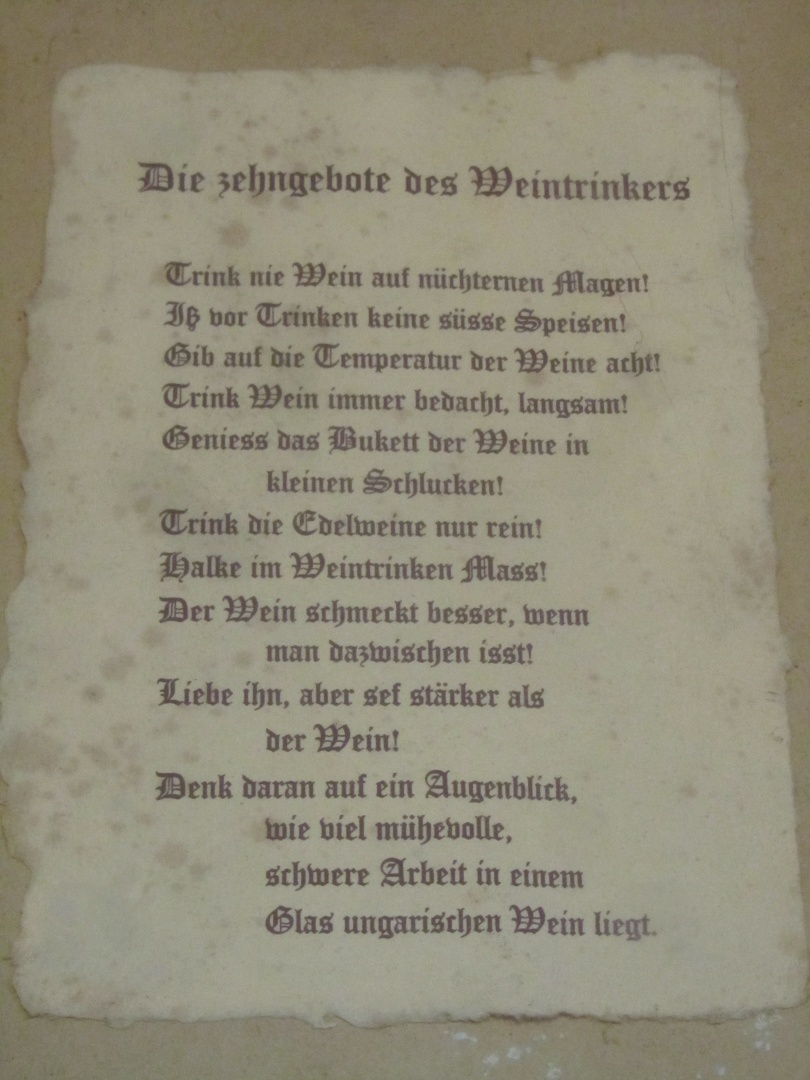 Die zehngebote des Weintrinkers
Trink nie Wein auf nüchternen Magen!
Iß vor Trinken keine süsse Speisen!
Gib auf die Temperatur der Weine acht!
Trink Wein immer bedacht, langsam!
Geniess das Bukett der Weine in
kleinen Schlucken!
Trink die Edelweine nur rein!
Halke im Weintrinken Mass!
Der Wein schmeckt besser, wenn
man dazwischen isst!
Liebe ihn, aber sef stärker als
der Wein!
Denk daran auf ein Augenblick,
wie viel mühevolle,
schwere Arbeit in einem
Glas ungarischen Wein liegt.